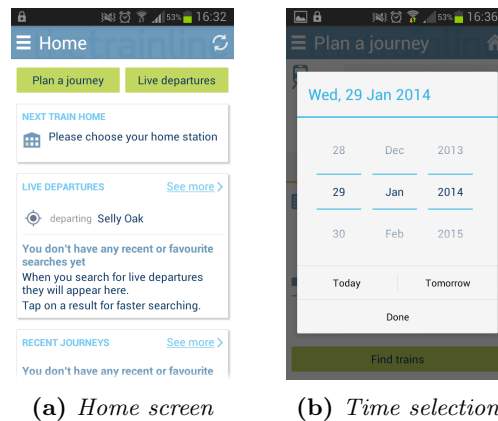 53% 16:32
Home
Plan a journey
Live departures
NEXT TRAIN HOME
Please choose your home station
LIVE DEPARTURES
See more >
departing Selly Oak
You don't have any recent or favourite
searches yet
When you search for live departures
they will appear here.
Tap on a result for faster searching.
RECENT JOURNEYS
See more >
You don't have any recent or favourite
(a) Home screen
53% 16:36
Plan a journey
Wed, 29 Jan 2014
28 Dec 2013
29 Jan 2014
30 Feb 2015
Today
Tomorrow
Done
Find trains
(b) Time selection